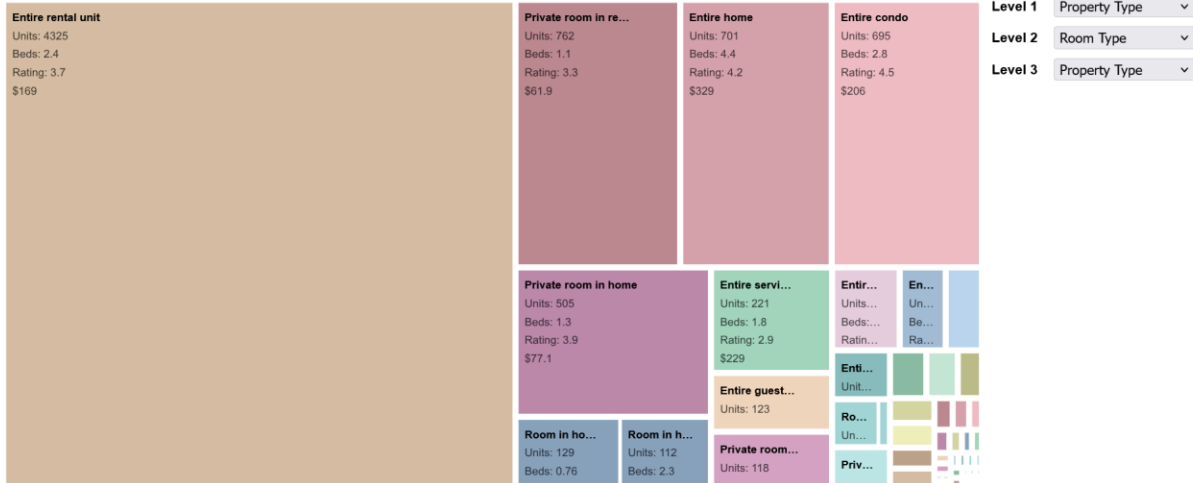 Entire rental unit
Units: 4325
Beds: 2.4
Rating: 3.7
$169
Private room in re...
Units: 762
Beds: 1.1
Rating: 3.3
$61.9
Entire home
Units: 701
Beds: 4.4
Rating: 4.2
$329
Entire condo
Units: 695
Beds: 2.8
Rating: 4.5
$206
Level 1 Property Type
Level 2 Room Type
Level 3 Property Type
Private room in home
Units: 505
Beds: 1.3
Rating: 3.9
$77.1
Entire servi...
Units: 221
Beds: 1.8
Rating: 2.9
$229
Entir...
Units...
Beds:...
Ratin...
En...
Un...
Be...
Ra...
Enti...
Unit...
Entire guest...
Units: 123
Ro...
Un...
Room in ho...
Units: 129
Beds: 0.76
Room in h...
Units: 112
Beds: 2.3
Private room...
Units: 118
Priv...